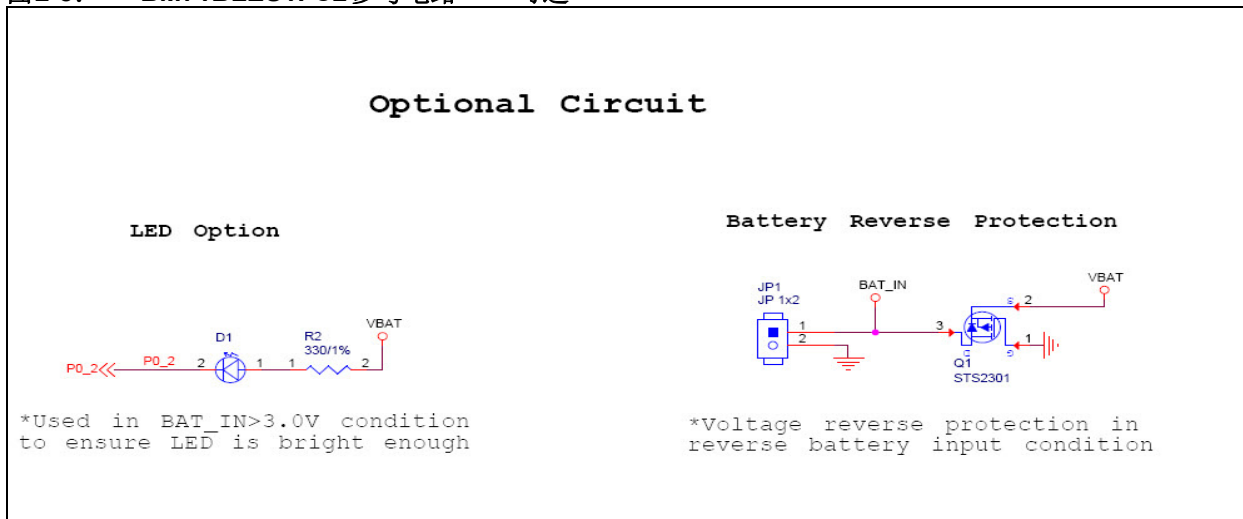 Optional Circuit
LED Option
Battery Reverse Protection
P0_2
P0_2
2
D1
1
1
R2
330/1%
2
VBAT
*Used in BAT_IN>3.0V condition
to ensure LED is bright enough
JP1
JP 1x2
1
2
BAT_IN
3
D
S
2
VBAT
G
1
Q1
STS2301
*Voltage reverse protection in
reverse battery input condition